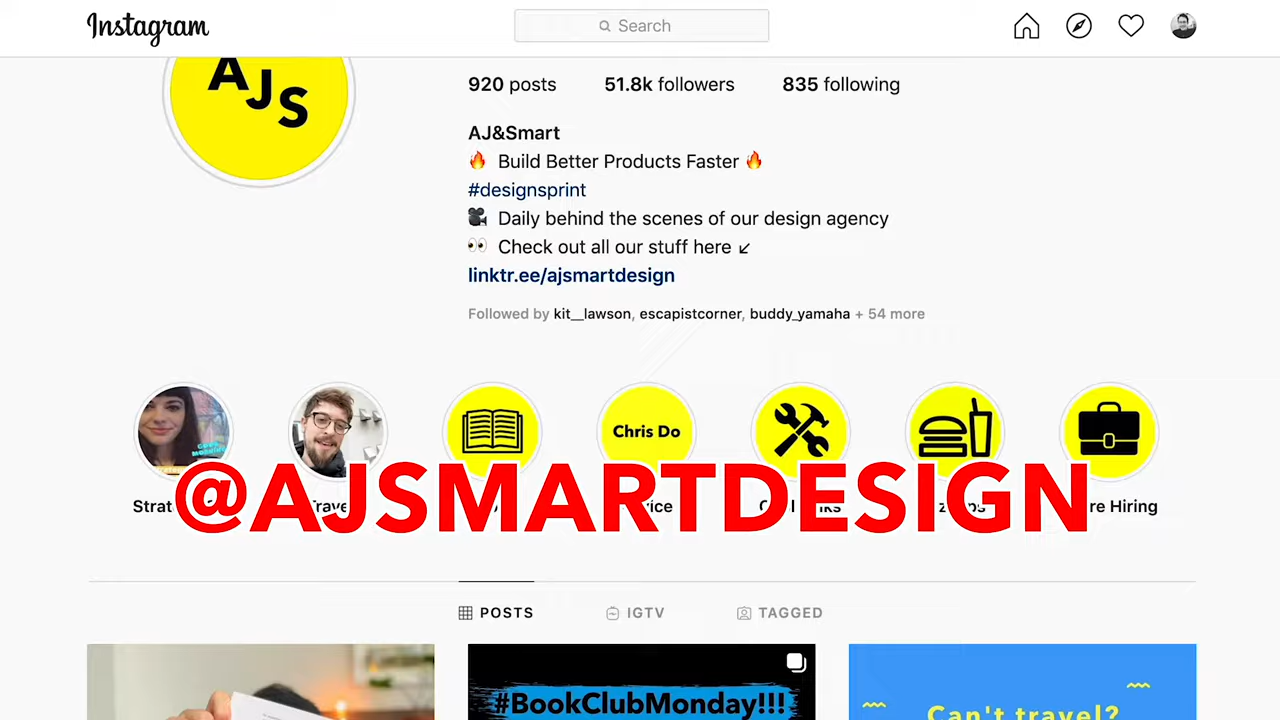 Instagram
Search
AJS
920 posts 51.8k followers 835 following
AJ&Smart
🔥 Build Better Products Faster 🔥
#designsprint
🎥 Daily behind the scenes of our design agency
👀 Check out all our stuff here ↙
linktr.ee/ajsmartdesign
Followed by kit__lawson, escapistcorner, buddy_yamaha + 54 more
Chris Do
Hiring
@AJSMARTDESIGN
POSTS IGTV TAGGED
#BookClubMonday!!!
Can't travel?